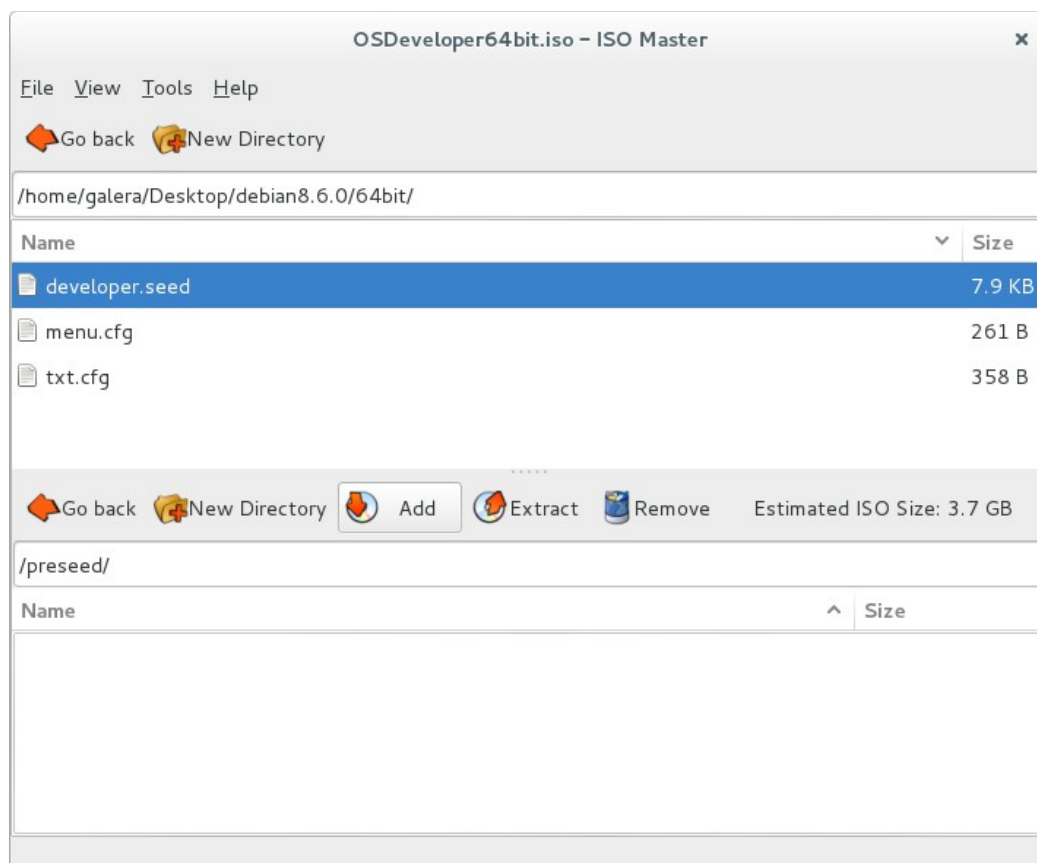 OSDeveloper64bit.iso – ISO Master
File View Tools Help
Go back New Directory
/home/galera/Desktop/debian8.6.0/64bit/
Name Size
developer.seed 7.9 KB
menu.cfg 261 B
txt.cfg 358 B
Go back New Directory Add Extract Remove Estimated ISO Size: 3.7 GB
/preseed/
Name Size